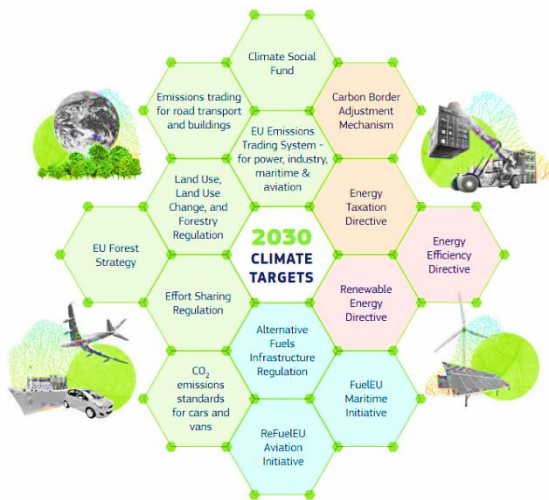 Climate Social
Fund
Emissions trading
for road transport
and buildings
Carbon Border
Adjustment
Mechanism
EU Emissions
Trading System -
for power, industry,
maritime &
aviation
Land Use,
Land Use
Change, and
Forestry
Regulation
Energy
Taxation
Directive
EU Forest
Strategy
2030
CLIMATE
TARGETS
Energy
Efficiency
Directive
Effort Sharing
Regulation
Renewable
Energy
Directive
Alternative
Fuels
Infrastructure
Regulation
CO₂
emissions
standards
for cars and
vans
FuelEU
Maritime
Initiative
ReFuelEU
Aviation
Initiative